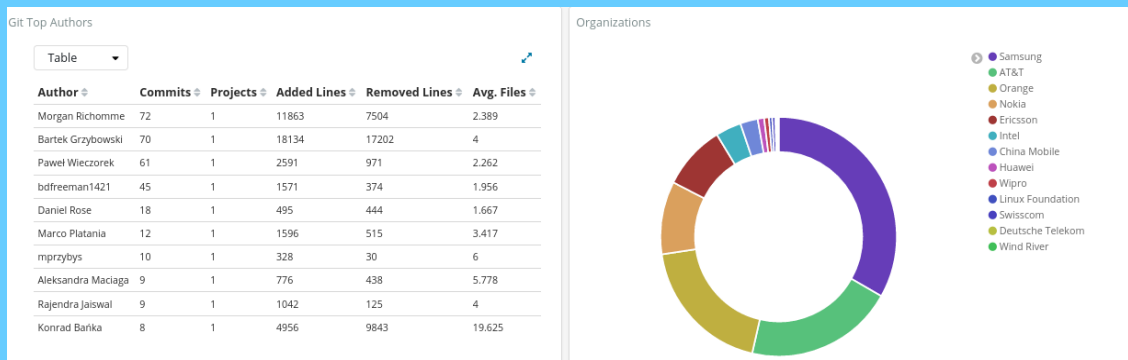 Git Top Authors
Table
Author Commits Projects Added Lines Removed Lines Avg. Files
Morgan Richomme 72 1 11863 7504 2.389
Bartek Grzybowski 70 1 18134 17202 4
Paweł Wieczorek 61 1 2591 971 2.262
bdfreeman1421 45 1 1571 374 1.956
Daniel Rose 18 1 495 444 1.667
Marco Platania 12 1 1596 515 3.417
mprzybys 10 1 328 30 6
Aleksandra Maciaga 9 1 776 438 5.778
Rajendra Jaiswal 9 1 1042 125 4
Konrad Bańka 8 1 4956 9843 19.625
Organizations
Samsung
AT&T
Orange
Nokia
Ericsson
Intel
China Mobile
Huawei
Wipro
Linux Foundation
Swisscom
Deutsche Telekom
Wind River